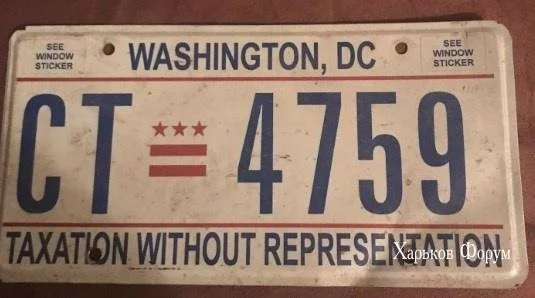 SEE
WINDOW
STICKER
WASHINGTON, DC
SEE
WINDOW
STICKER
CT 4759
TAXATION WITHOUT REPRESENTATION
Харьков Форум